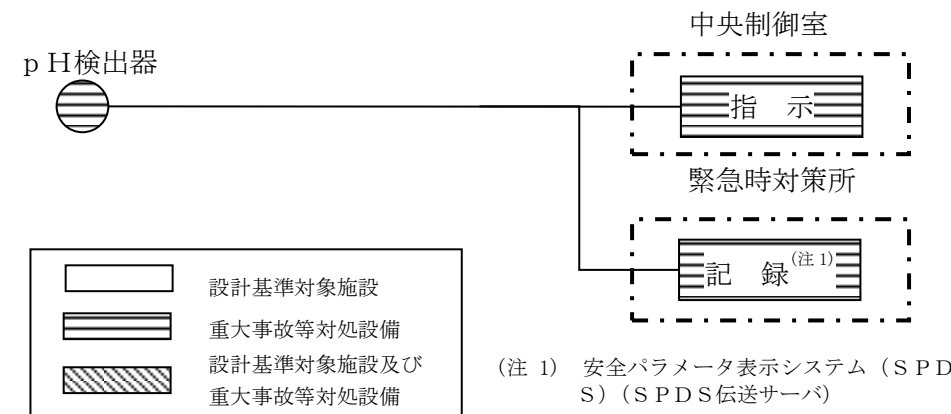 中央制御室
ｐＨ検出器
指　示
緊急時対策所
記　録(注 1)
設計基準対象施設
重大事故等対処設備
設計基準対象施設及び
重大事故等対処設備
(注 1)　安全パラメータ表示システム（ＳＰＤ
Ｓ）（ＳＰＤＳ伝送サーバ）